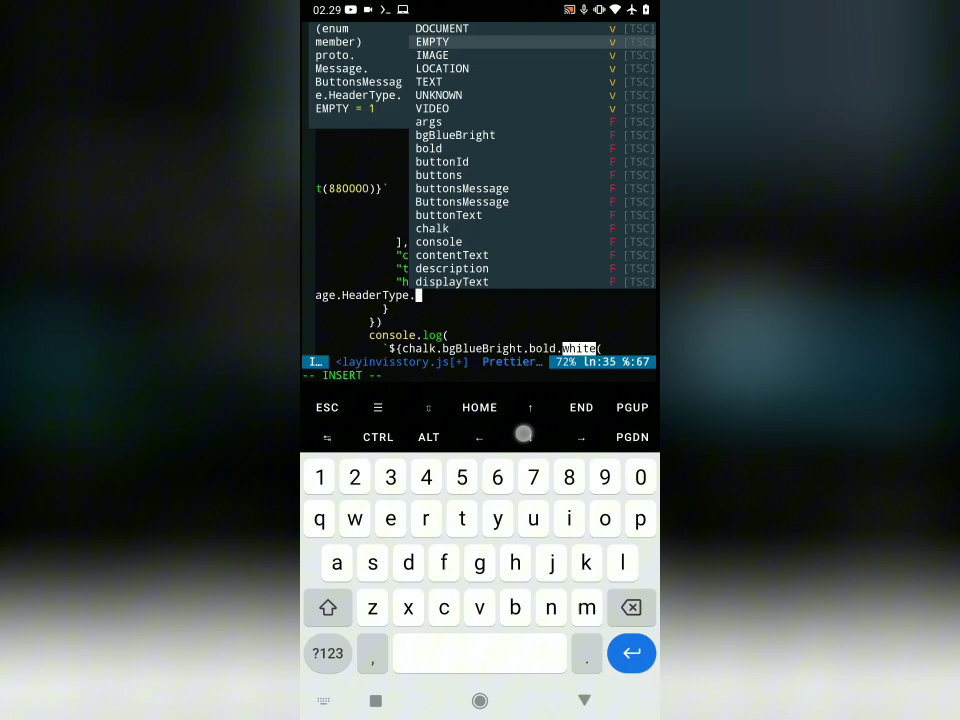 02.29
(enum DOCUMENT v [TSC]
member) EMPTY v [TSC]
proto. IMAGE v [TSC]
Message. LOCATION v [TSC]
ButtonsMessag TEXT v [TSC]
e.HeaderType. UNKNOWN v [TSC]
EMPTY = 1 VIDEO v [TSC]
args F [TSC]
bgBlueBright F [TSC]
bold F [TSC]
buttonId F [TSC]
buttons F [TSC]
t(880000)}` buttonsMessage F [TSC]
ButtonsMessage F [TSC]
buttonText F [TSC]
chalk F [TSC]
], console F [TSC]
"c contentText F [TSC]
"t description F [TSC]
"h displayText F [TSC]
age.HeaderType.
}
})
console.log(
`${chalk.bgBlueBright.bold.white(
I… <layinvisstory.js[+] Prettier… 72% ln:35 ℅:67
-- INSERT --
ESC ☰ ⇳ HOME ↑ END PGUP
↹ CTRL ALT ← ↓ → PGDN
1 2 3 4 5 6 7 8 9 0
q w e r t y u i o p
a s d f g h j k l
z x c v b n m
?123 , .